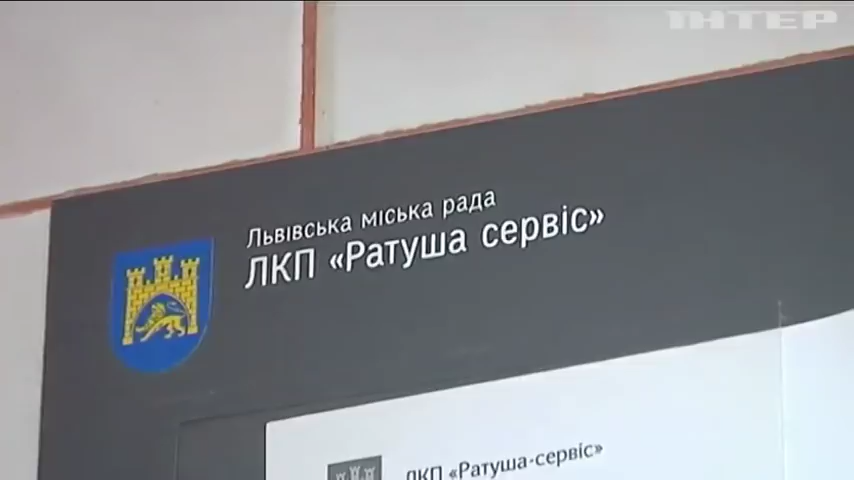 ІНТЕР
Львівська міська рада
ЛКП «Ратуша сервіс»
ЛКП «Ратуша-сервіс»